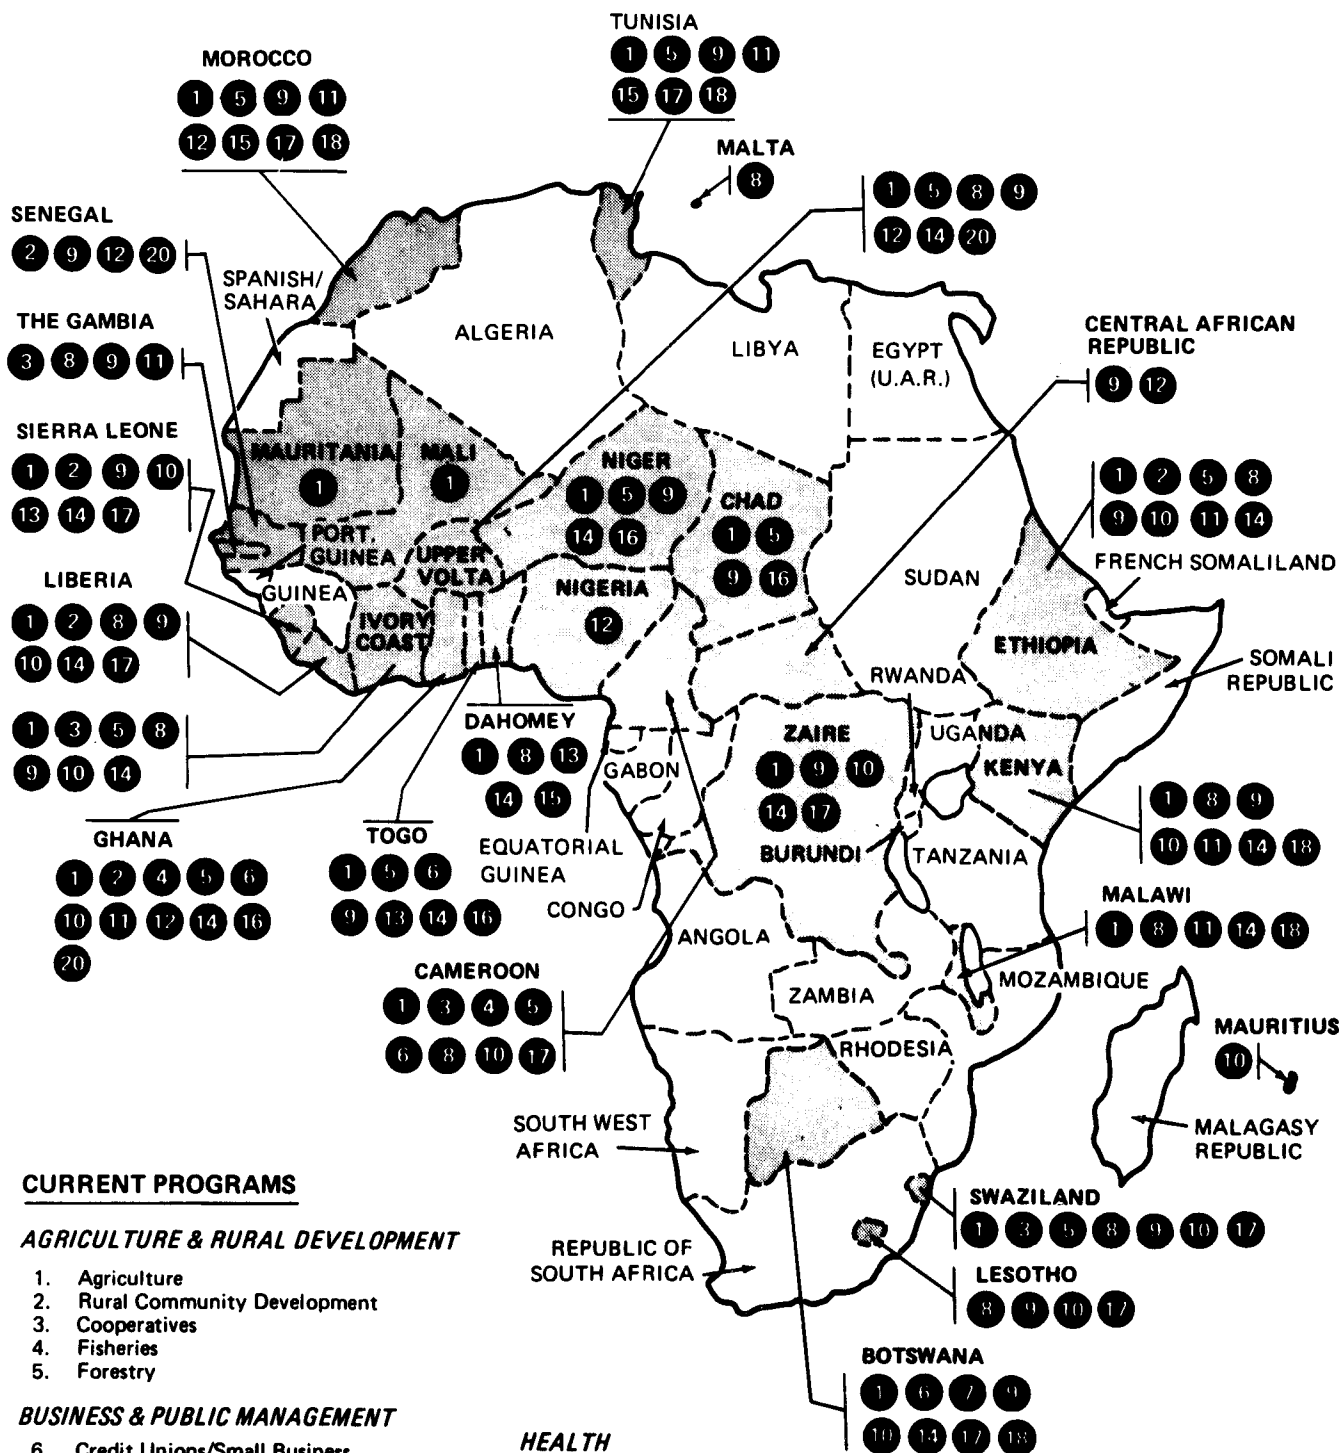 TUNISIA
1 5 9 11
15 17 18
MOROCCO
1 5 9 11
12 15 17 18
MALTA
8
1 5 8 9
12 14 20
SENEGAL
2 9 12 20
SPANISH/
SAHARA
THE GAMBIA
3 8 9 11
ALGERIA
LIBYA
EGYPT
(U.A.R.)
CENTRAL AFRICAN
REPUBLIC
9 12
SIERRA LEONE
1 2 9 10
13 14 17
MAURITANIA
1
MALI
1
NIGER
1 5 9
14 16
CHAD
1 5
9 16
1 2 5 8
9 10 11 14
PORT.
GUINEA
UPPER
VOLTA
GUINEA
IVORY
COAST
NIGERIA
12
SUDAN
FRENCH SOMALILAND
ETHIOPIA
SOMALI
REPUBLIC
LIBERIA
1 2 8 9
10 14 17
1 3 5 8
9 10 14
RWANDA
DAHOMEY
1 8 13
14 15
GABON
ZAIRE
1 9 10
14 17
UGANDA
KENYA
1 8 9
10 11 14 18
GHANA
1 2 4 5 6
10 11 12 14 16
20
TOGO
1 5 6
9 13 14 16
EQUATORIAL
GUINEA
CONGO
BURUNDI
TANZANIA
MALAWI
1 8 11 14 18
ANGOLA
CAMEROON
1 3 4 5
6 8 10 17
ZAMBIA
MOZAMBIQUE
RHODESIA
MAURITIUS
10
SOUTH WEST
AFRICA
MALAGASY
REPUBLIC
SWAZILAND
1 3 5 8 9 10 17
REPUBLIC OF
SOUTH AFRICA
LESOTHO
8 9 10 17
BOTSWANA
1 6 7 9
10 14 17 18
CURRENT PROGRAMS
AGRICULTURE & RURAL DEVELOPMENT
1. Agriculture
2. Rural Community Development
3. Cooperatives
4. Fisheries
5. Forestry
BUSINESS & PUBLIC MANAGEMENT
6. Credit Unions/Small Business
HEALTH